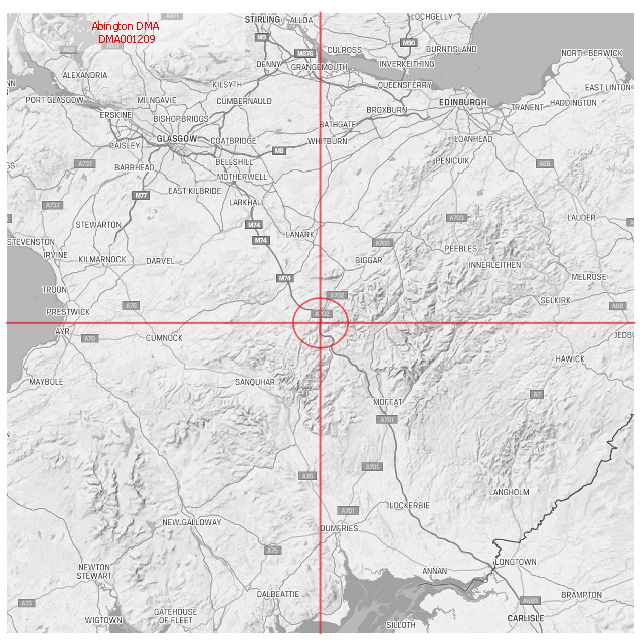 STIRLING
ALLOA
DLLOCHGELLY
Abington DMA
DMA001209
A82
M9
M876
CULROSS
M90
BURNTISLAND
DENNY
GRANGEMOUTH
INVERKEITHING
NORTH BERWICK
ALEXANDRIA
KILSYTH
QUEENSFERRY
EAST LINTON
PORT GLASGOW
MILNGAVIE
CUMBERNAULD
BROXBURN
EDINBURGH
TRANENT
HADDINGTON
ERSKINE
BISHOPBRIGGS
BATHGATE
GLASGOW
COATBRIDGE
WHITBURN
LOANHEAD
PAISLEY
M8
BARRHEAD
BELLSHILL
PENICUIK
A68
A737
MOTHERWELL
M77
EAST KILBRIDE
A737
LARKHALL
STEWARTON
M74
A703
LAUDER
STEVENSTON
M74
LANARK
A702
IRVINE
KILMARNOCK
DARVEL
BIGGAR
PEEBLES
INNERLEITHEN
TROON
M74
MELROSE
A76
A702
SELKIRK
A68
PRESTWICK
A702
AYR
A70
CUMNOCK
JEDBU
HAWICK
MAYBOLE
SANQUHAR
A7
MOFFAT
A701
A76
A701
LANGHOLM
A701
LOCKERBIE
NEW GALLOWAY
DUMFRIES
A75
LONGTOWN
NEWTON
STEWART
ANNAN
A75
DALBEATTIE
BRAMPTON
A689
WIGTOWN
GATEHOUSE
OF FLEET
SILLOTH
CARLISLE